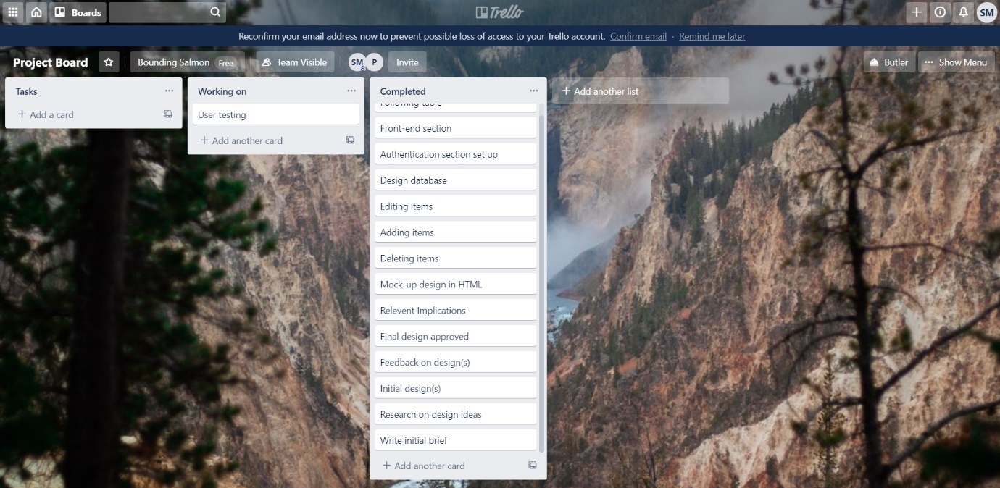 Boards
Trello
SM
Reconfirm your email address now to prevent possible loss of access to your Trello account. Confirm email · Remind me later
Project Board
Bounding Salmon Free
Team Visible
SM
P
Invite
Butler
··· Show Menu
Tasks ···
+ Add a card
Working on ···
User testing
+ Add another card
Completed ···
Following table
Front-end section
Authentication section set up
Design database
Editing items
Adding items
Deleting items
Mock-up design in HTML
Relevent Implications
Final design approved
Feedback on design(s)
Initial design(s)
Research on design ideas
Write initial brief
+ Add another card
+ Add another list